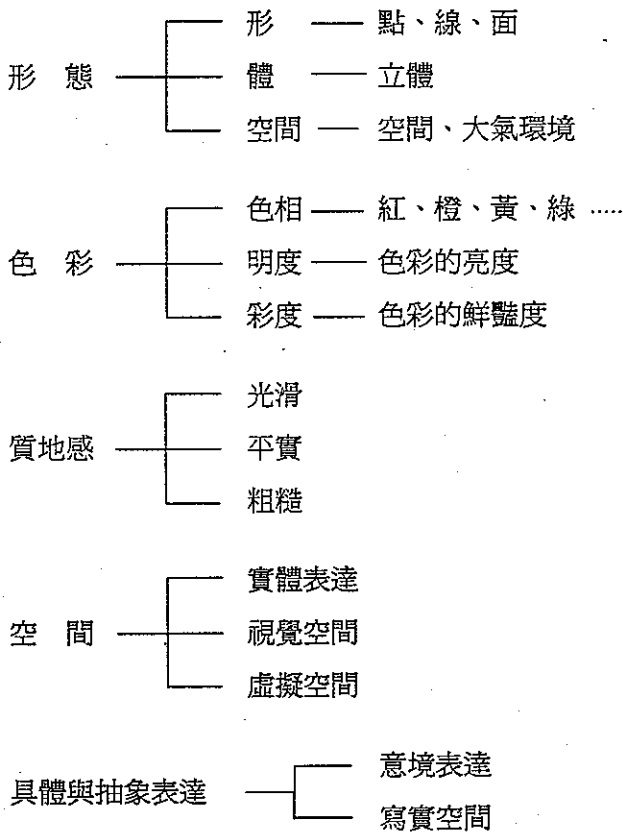 形 點、線、面
形態 體 立體
空間 空間、大氣環境
色相 紅、橙、黃、綠 ……
色彩 明度 色彩的亮度
彩度 色彩的鮮豔度
光滑
質地感 平實
粗糙
實體表達
空間 視覺空間
虛擬空間
意境表達
具體與抽象表達
寫實空間